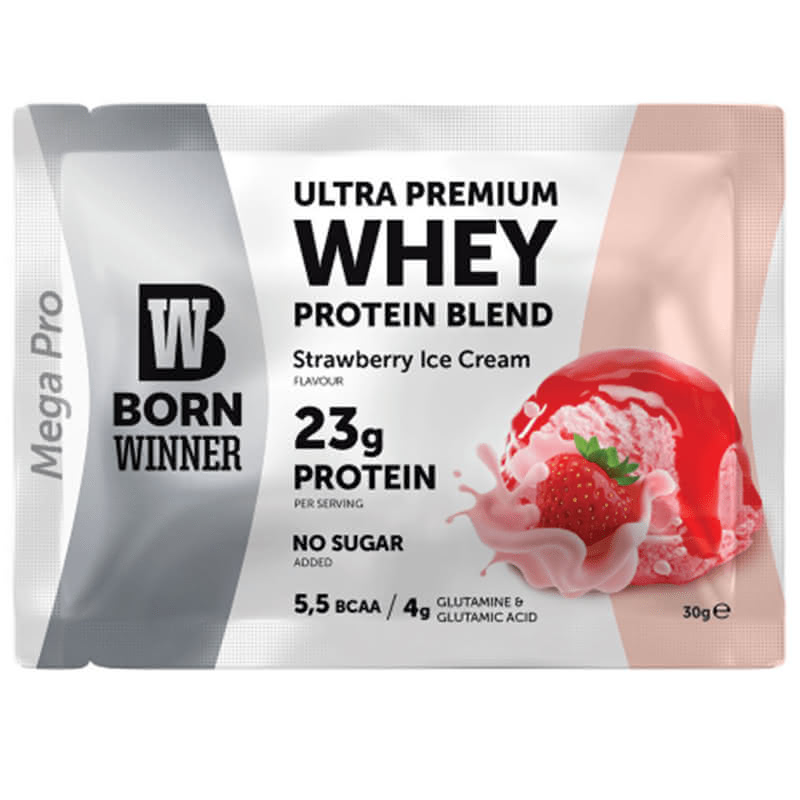 Mega Pro
BW
BORN
WINNER
ULTRA PREMIUM
WHEY
PROTEIN BLEND
Strawberry Ice Cream
FLAVOUR
23g
PROTEIN
PER SERVING
NO SUGAR
ADDED
5,5 BCAA / 4g GLUTAMINE &
GLUTAMIC ACID
30g ℮